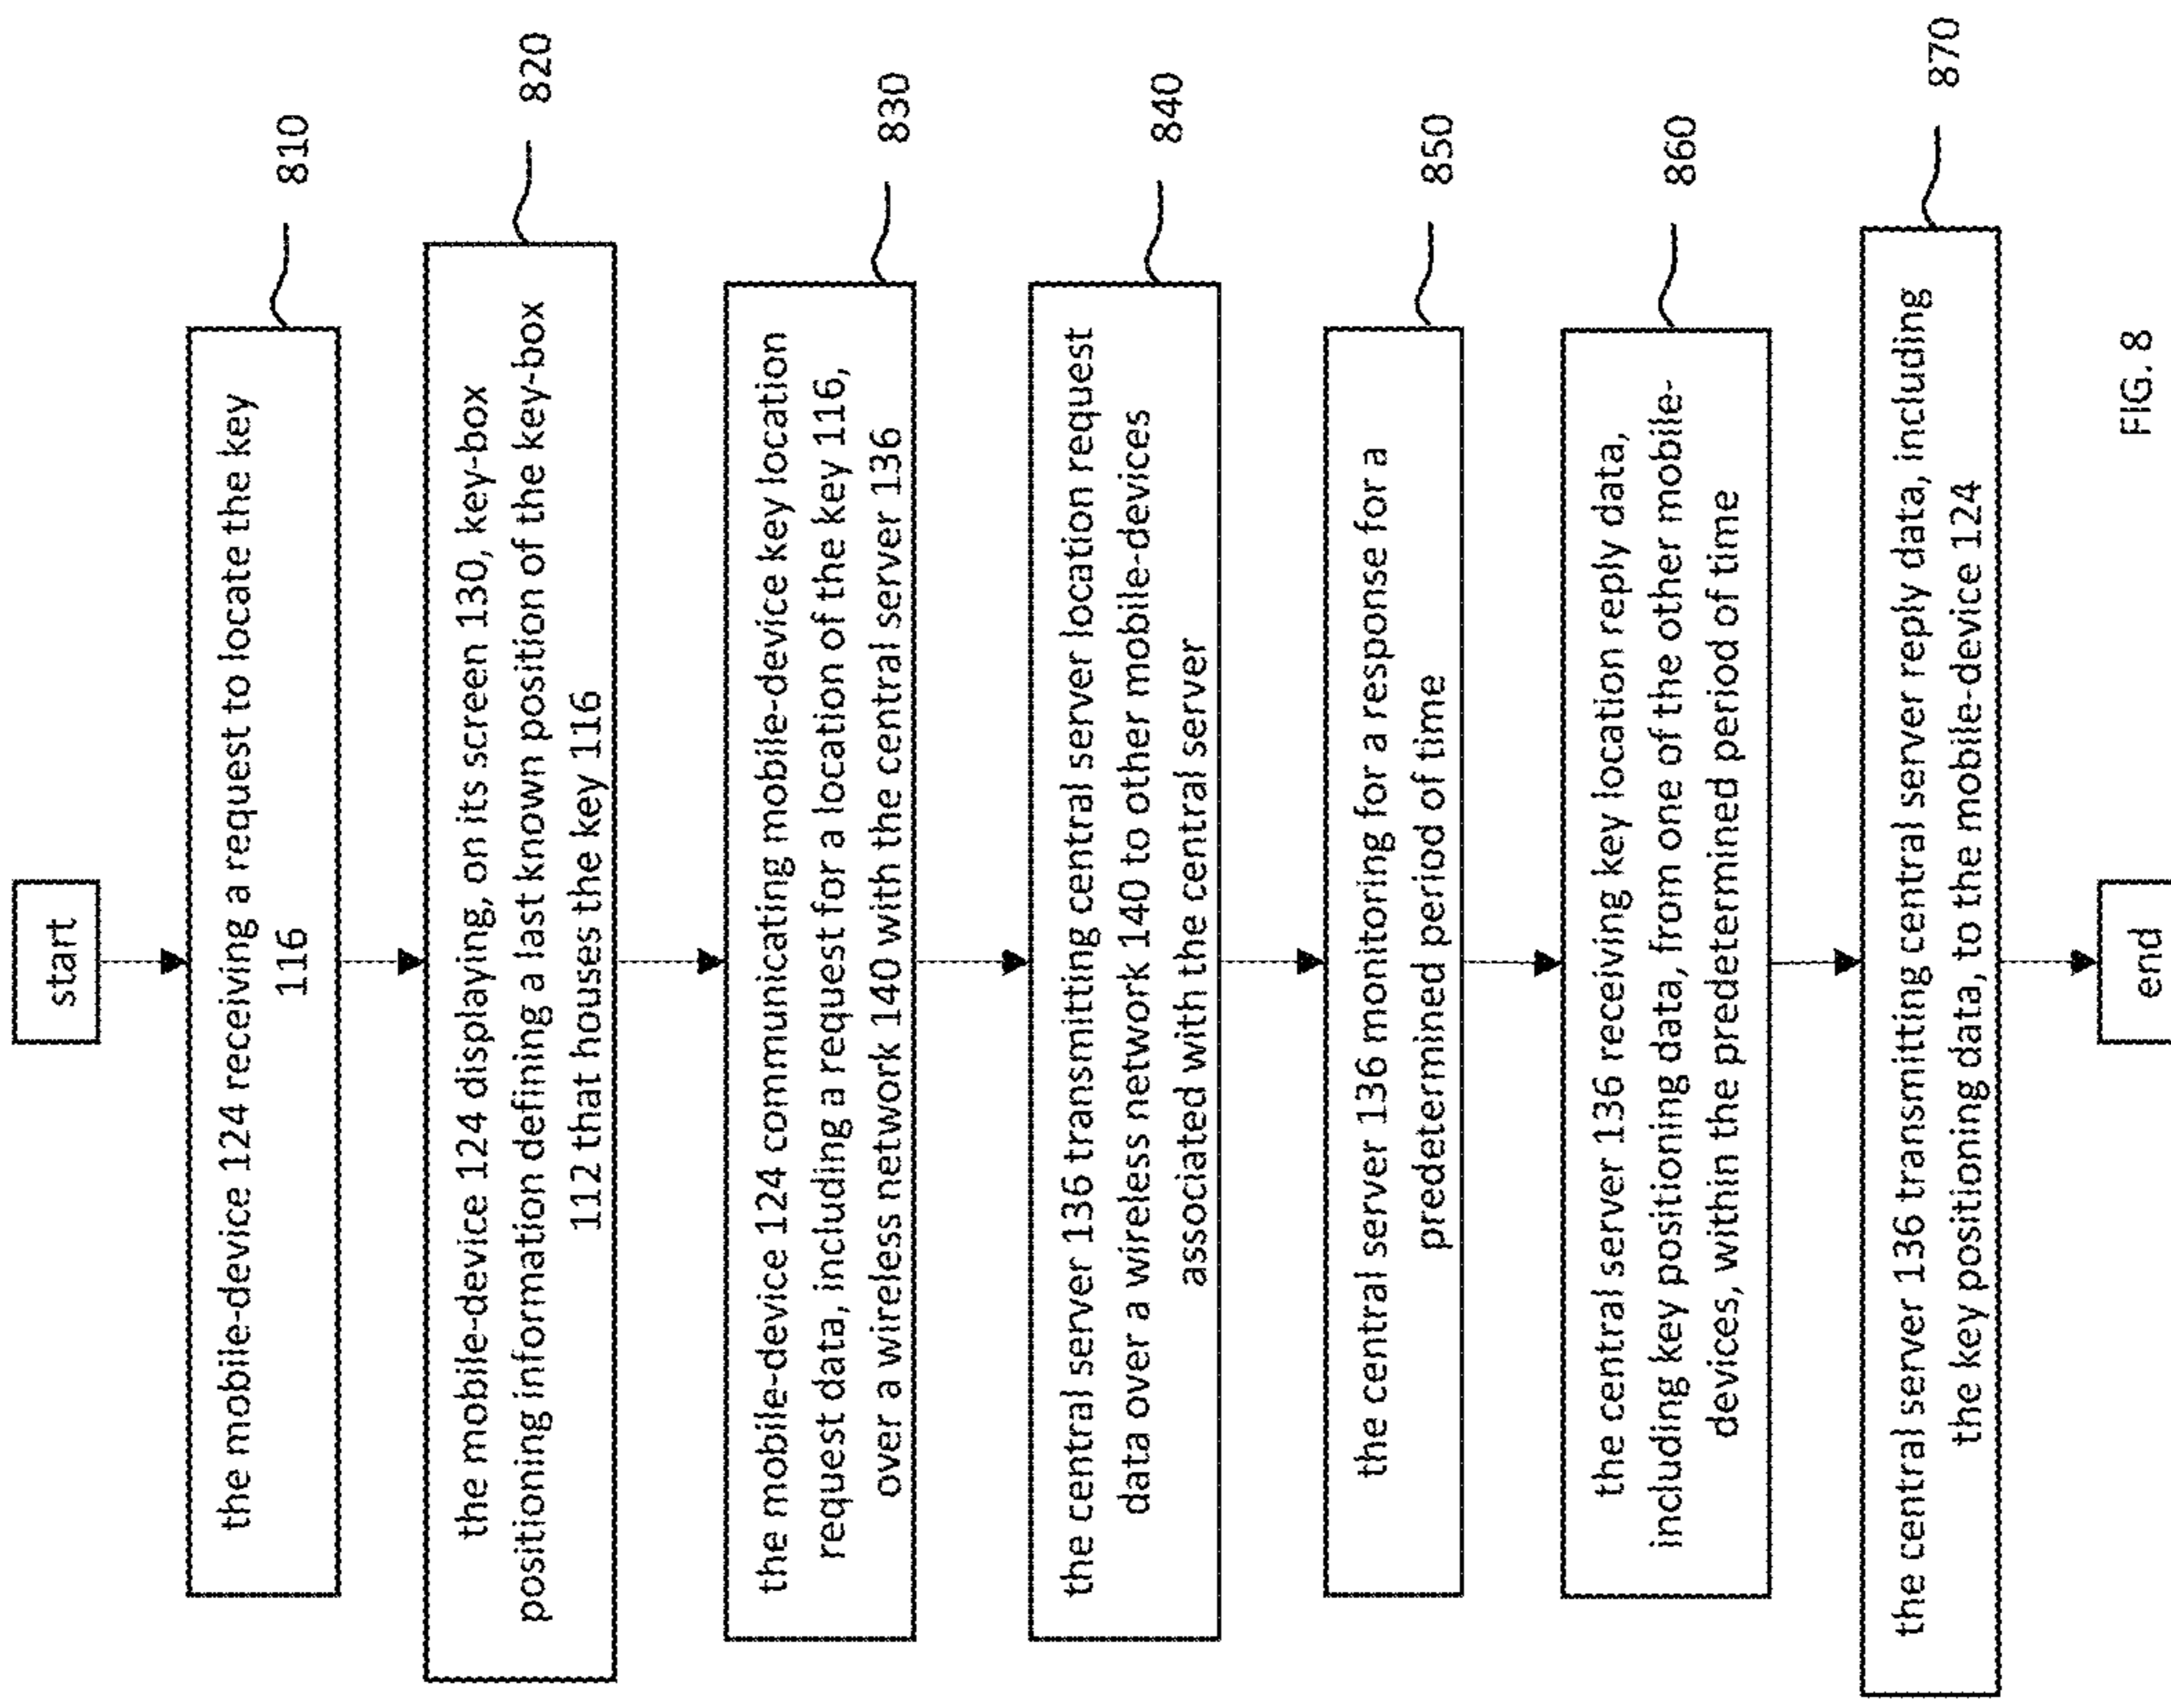 start
the mobile-device 124 receiving a request to locate the key
116
810
the mobile-device 124 displaying, on its screen 130, key-box
positioning information defining a last known position of the key-box
112 that houses the key 116
820
the mobile-device 124 communicating mobile-device key location
request data, including a request for a location of the key 116,
over a wireless network 140 with the central server 136
830
the central server 136 transmitting central server location request
data over a wireless network 140 to other mobile-devices
associated with the central server
840
the central server 136 monitoring for a response for a
predetermined period of time
850
the central server 136 receiving key location reply data,
including key positioning data, from one of the other mobile-
devices, within the predetermined period of time
860
the central server 136 transmitting central server reply data, including
the key positioning data, to the mobile-device 124
870
end
FIG. 8